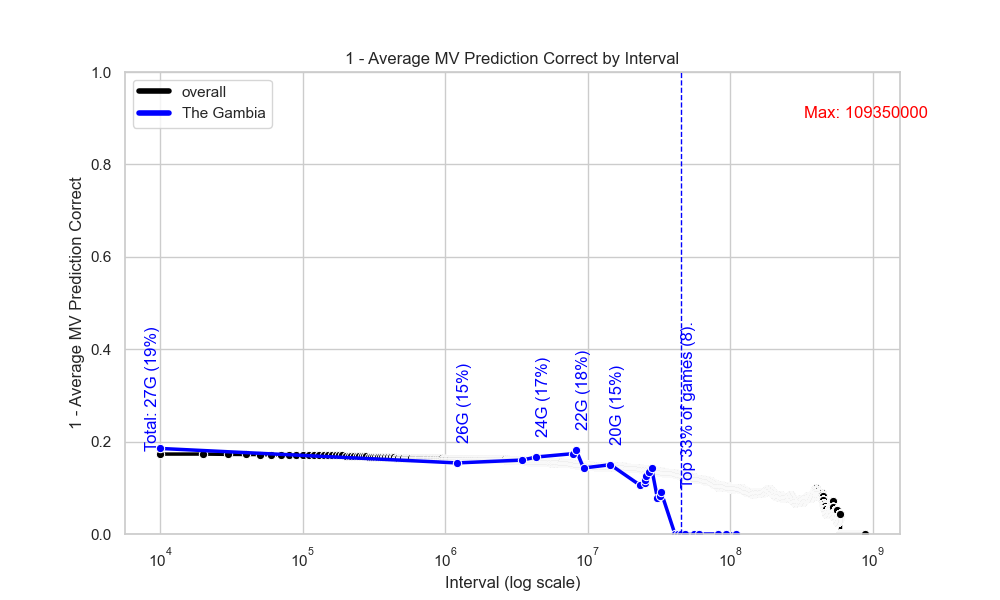 1 - Average MV Prediction Correct by Interval
overall
The Gambia
Max: 109350000
1 - Average MV Prediction Correct
1.0
0.8
0.6
0.4
0.2
0.0
Total: 27G (19%)
26G (15%)
24G (17%)
22G (18%)
20G (15%)
Top 33% of games (8).
10^4
10^5
10^6
10^7
10^8
10^9
Interval (log scale)